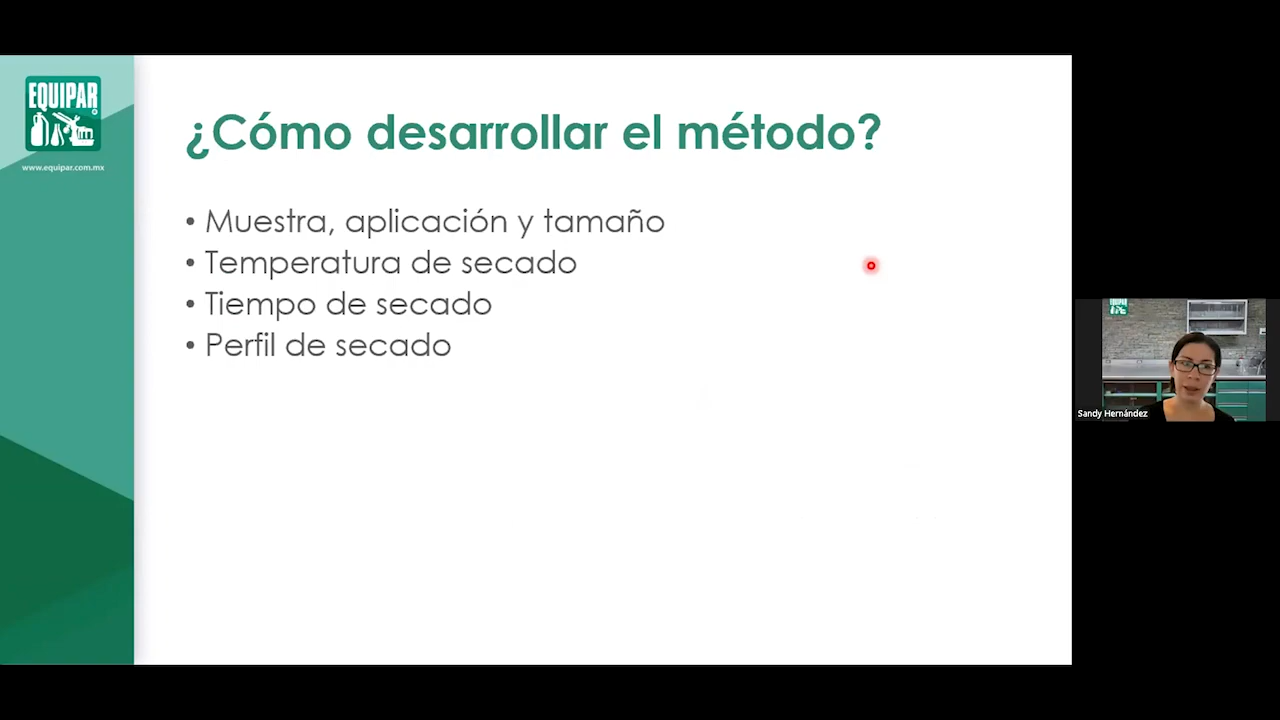 EQUIPAR
www.equipar.com.mx
¿Cómo desarrollar el método?
• Muestra, aplicación y tamaño
• Temperatura de secado
• Tiempo de secado
• Perfil de secado
EQUIPAR
Sandy Hernández